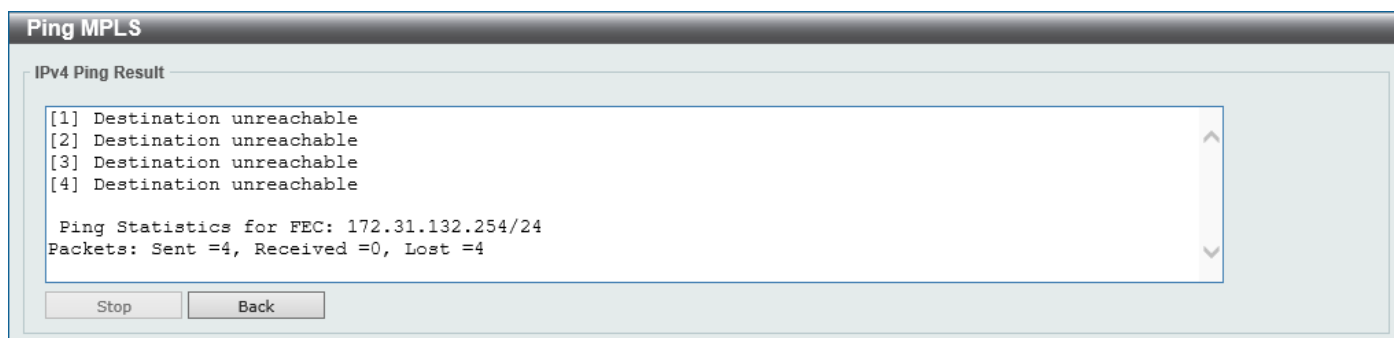 Ping MPLS
IPv4 Ping Result
[1] Destination unreachable
[2] Destination unreachable
[3] Destination unreachable
[4] Destination unreachable
Ping Statistics for FEC: 172.31.132.254/24
Packets: Sent =4, Received =0, Lost =4
Stop Back